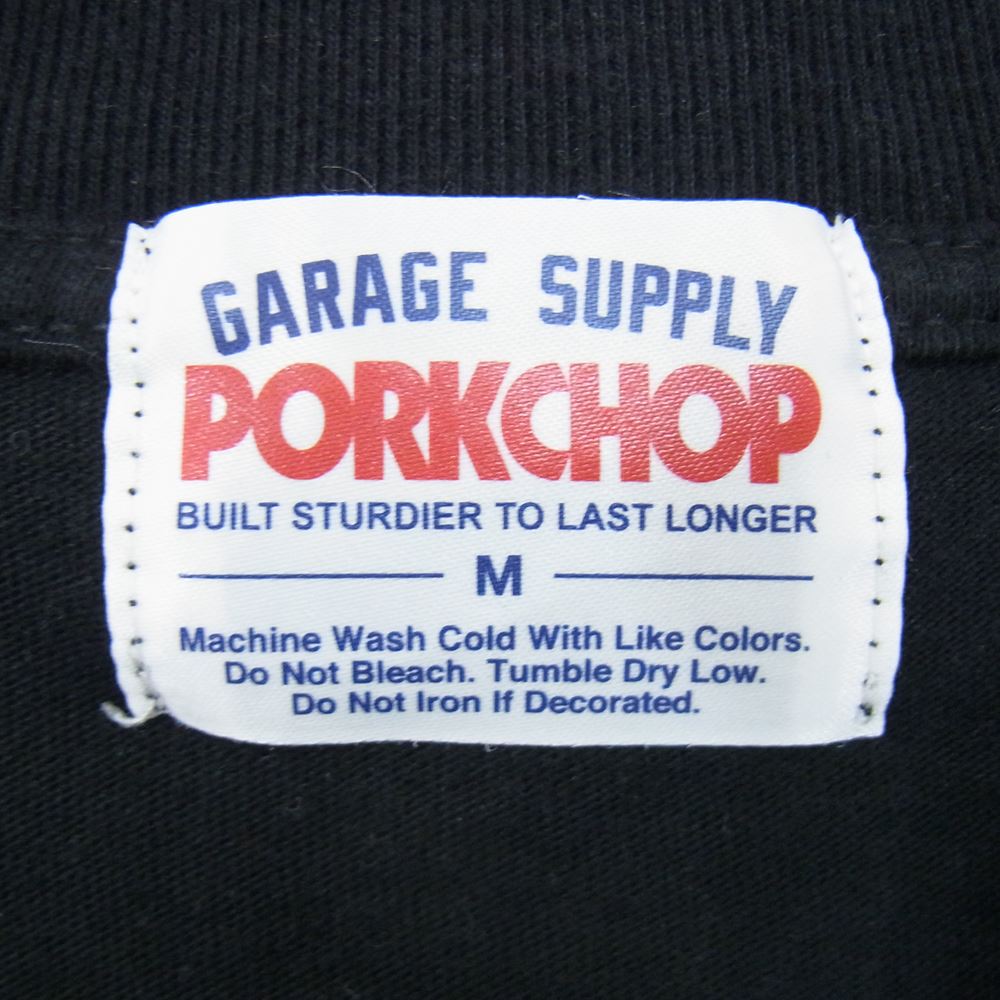 GARAGE SUPPLY
PORKCHOP
BUILT STURDIER TO LAST LONGER
M
Machine Wash Cold With Like Colors.
Do Not Bleach. Tumble Dry Low.
Do Not Iron If Decorated.